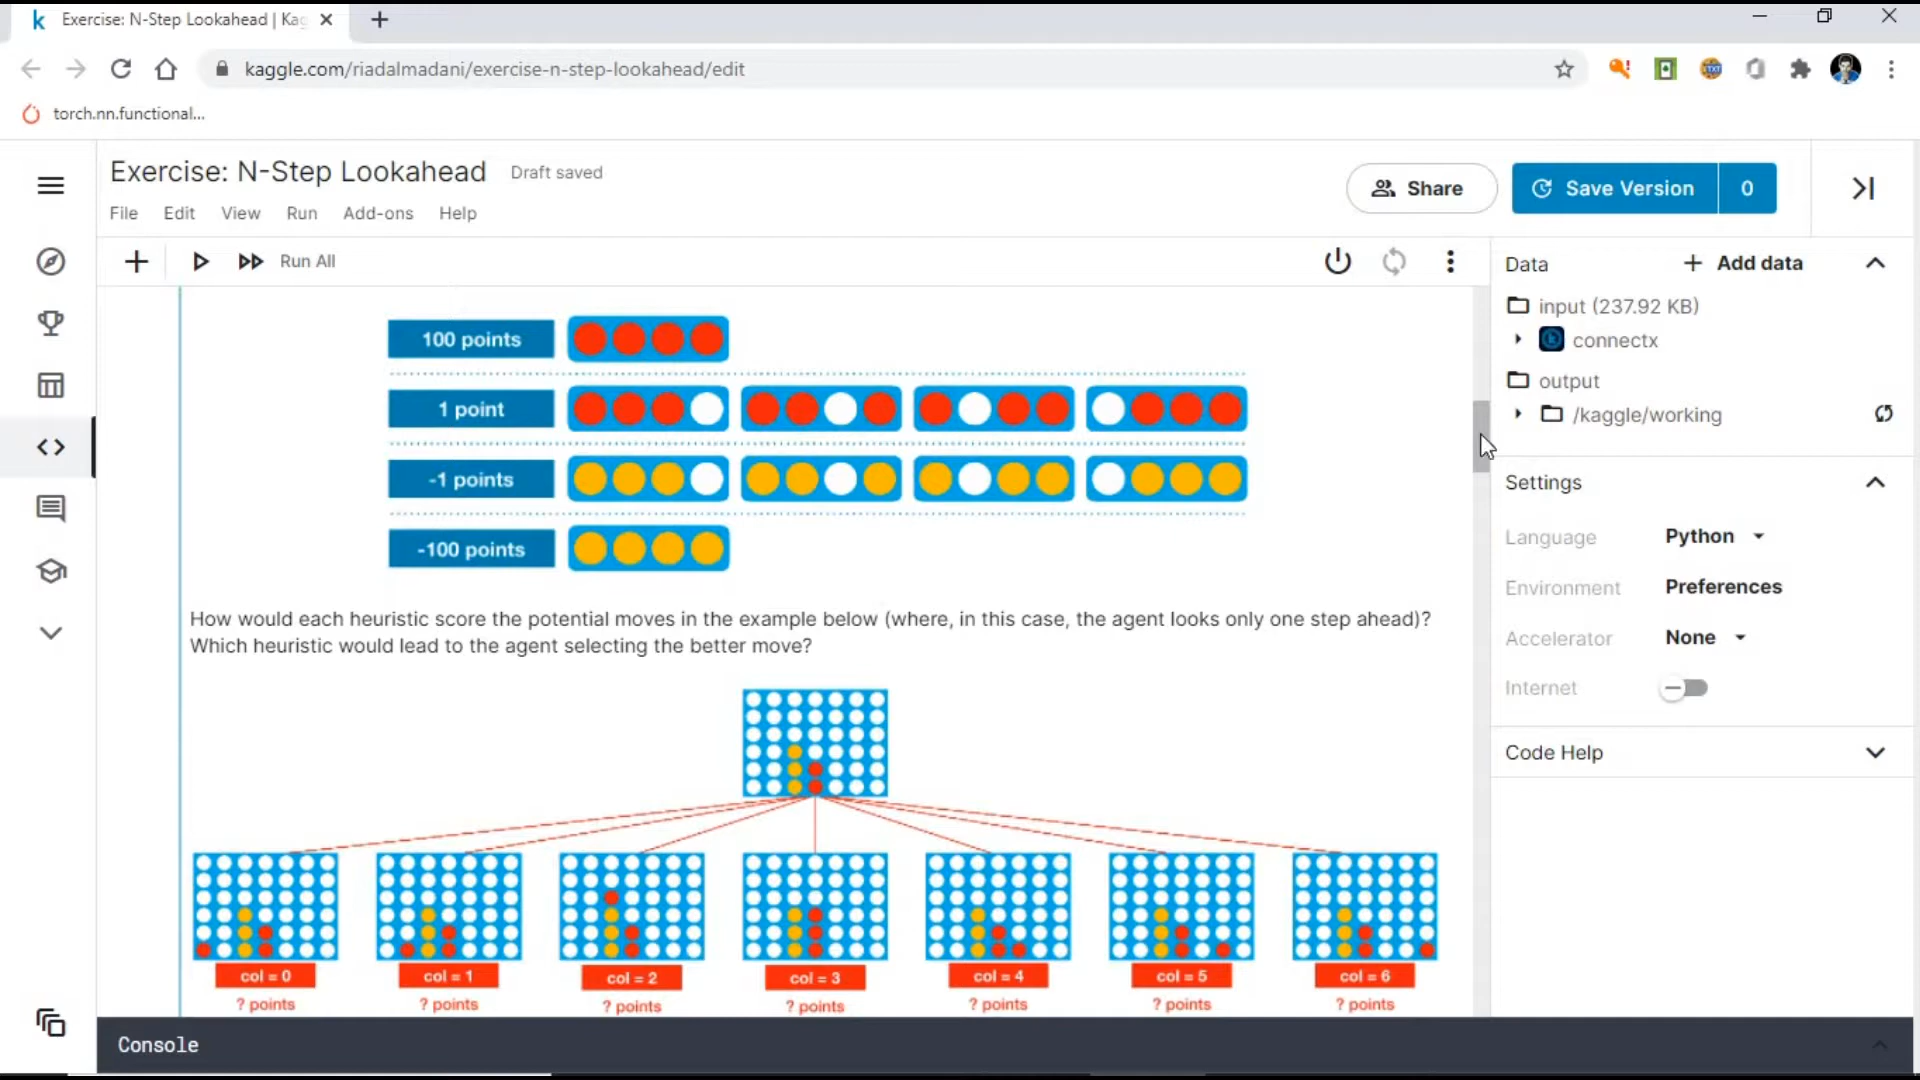 Exercise: N-Step Lookahead | Kag
kaggle.com/riadalmadani/exercise-n-step-lookahead/edit
torch.nn.functional...
Exercise: N-Step Lookahead Draft saved
File Edit View Run Add-ons Help
Share
Save Version 0
Run All
100 points
1 point
-1 points
-100 points
How would each heuristic score the potential moves in the example below (where, in this case, the agent looks only one step ahead)?
Which heuristic would lead to the agent selecting the better move?
col = 0 col = 1 col = 2 col = 3 col = 4 col = 5 col = 6
? points ? points ? points ? points ? points ? points ? points
Console
Data + Add data
input (237.92 KB)
connectx
output
/kaggle/working
Settings
Language Python
Environment Preferences
Accelerator None
Internet
Code Help